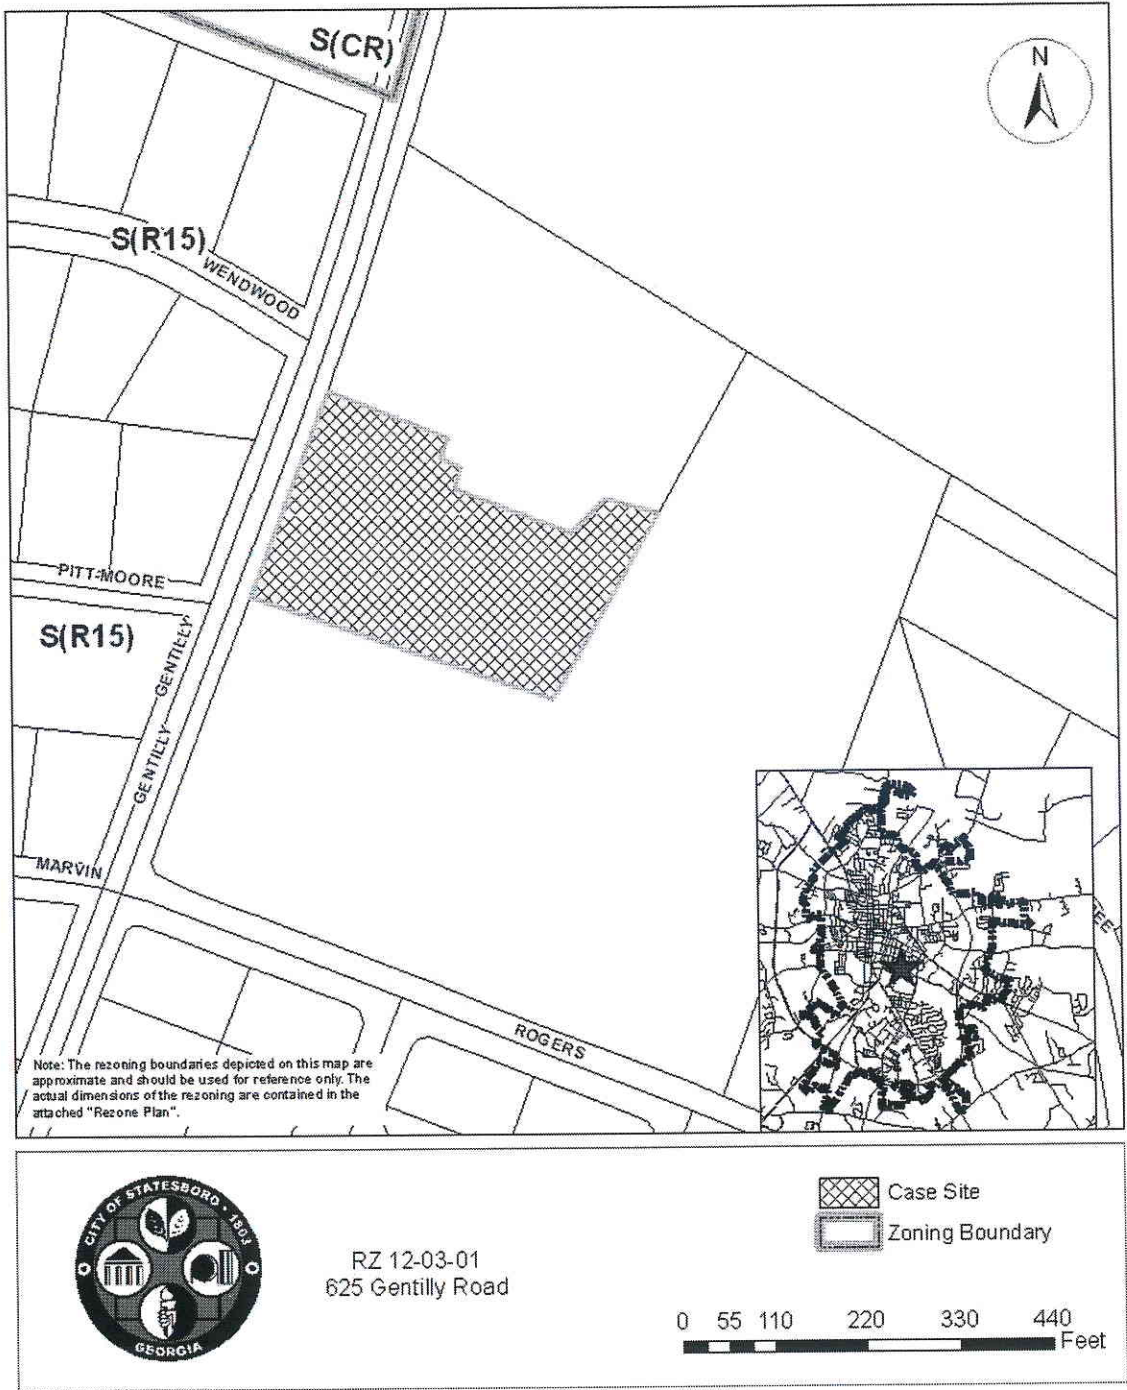 S(CR)
N
S(R15)
WENDWOOD
PITT-MOORE
S(R15)
GENTILLY
GENTILLY
MARVIN
ROGERS
Note: The rezoning boundaries depicted on this map are
approximate and should be used for reference only. The
actual dimensions of the rezoning are contained in the
attached "Rezone Plan".
CITY OF STATESBORO • 1803
GEORGIA
RZ 12-03-01
625 Gentilly Road
Case Site
Zoning Boundary
0 55 110 220 330 440
Feet